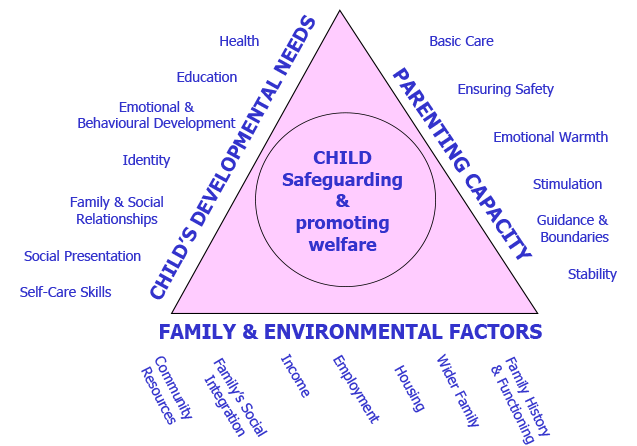 Health
Education
Emotional &
Behavioural Development
Identity
Family & Social
Relationships
Social Presentation
Self-Care Skills
CHILD'S DEVELOPMENTAL NEEDS
CHILD
Safeguarding
&
promoting
welfare
PARENTING CAPACITY
Basic Care
Ensuring Safety
Emotional Warmth
Stimulation
Guidance &
Boundaries
Stability
FAMILY & ENVIRONMENTAL FACTORS
Community
Resources
Family's Social
Integration
Income
Employment
Housing
Wider Family
Family History
& Functioning